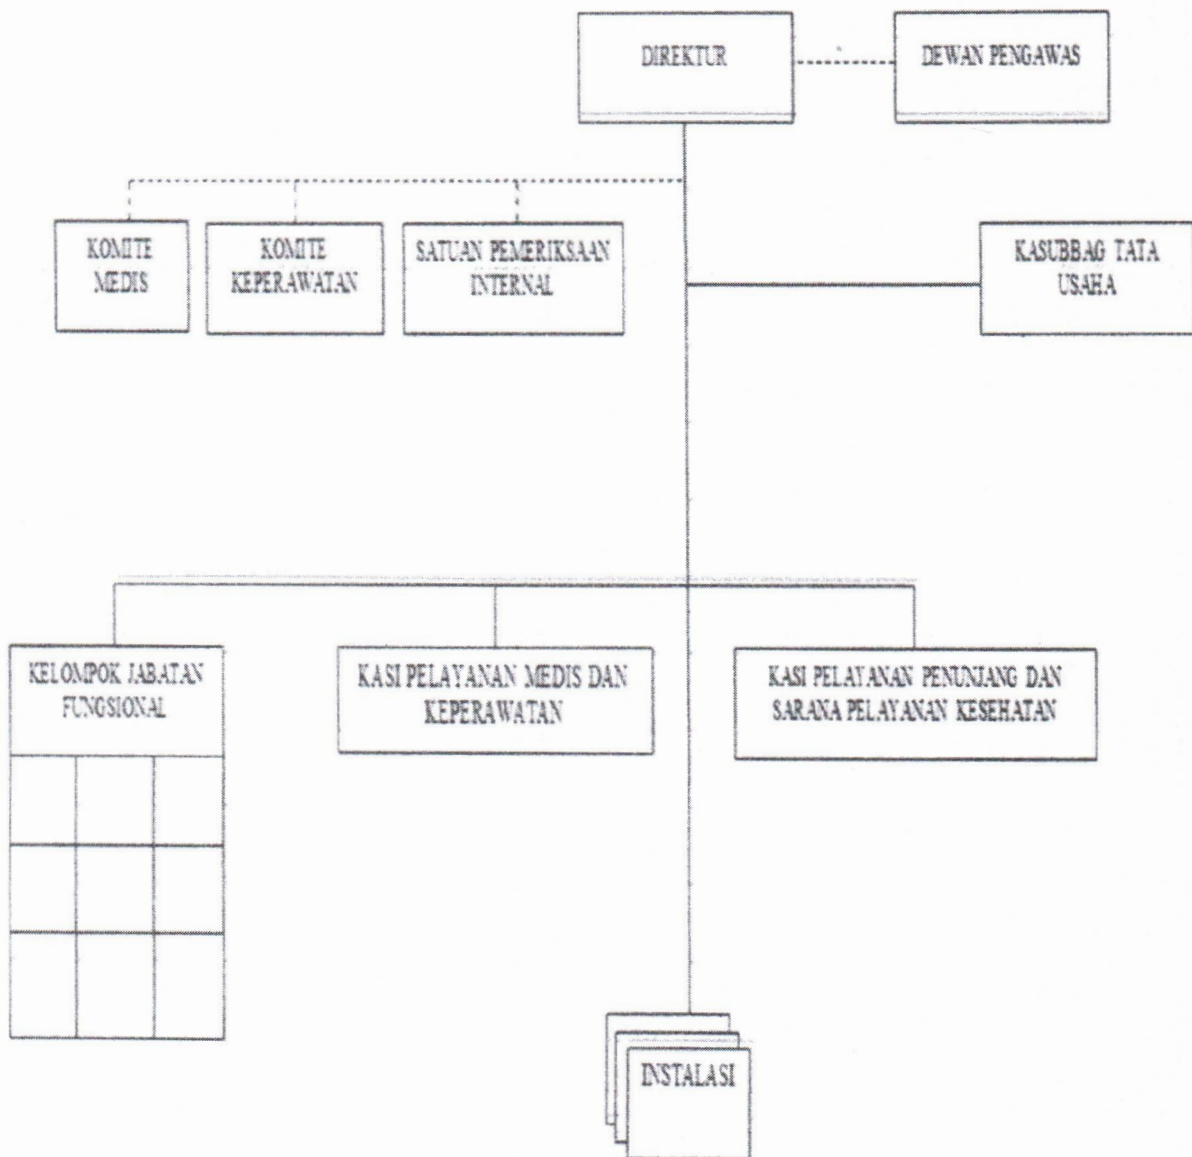 DIREKTUR
DEWAN PENGAWAS
KOMITE
MEDIS
KOMITE
KEPERAWATAN
SATUAN PEMERIKSAAN
INTERNAL
KASUBBAG TATA
USAHA
KELOMPOK JABATAN
FUNGSIONAL
KASI PELAYANAN MEDIS DAN
KEPERAWATAN
KASI PELAYANAN PENUNJANG DAN
SARANA PELAYANAN KESEHATAN
INSTALASI